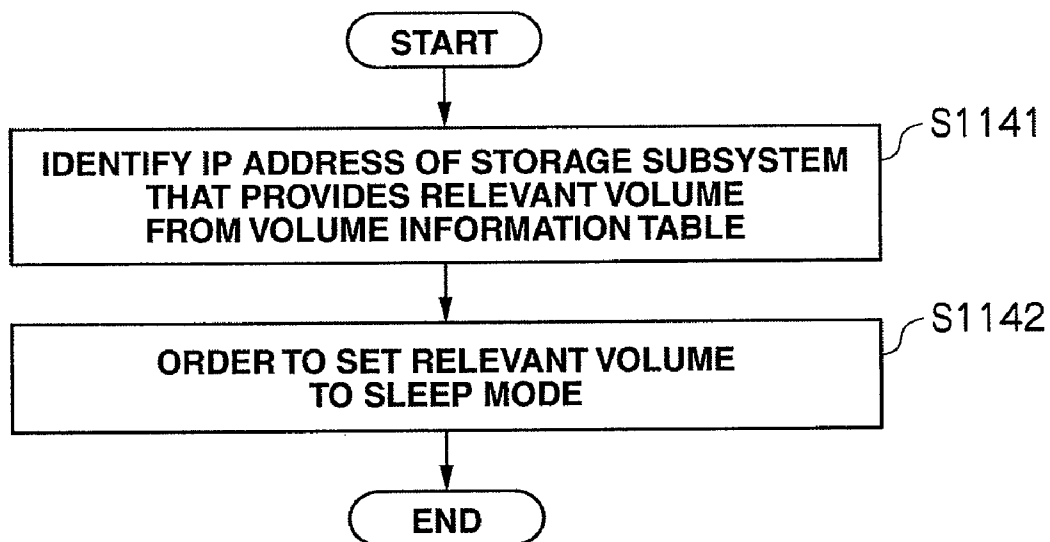 START
S1141
IDENTIFY IP ADDRESS OF STORAGE SUBSYSTEM
THAT PROVIDES RELEVANT VOLUME
FROM VOLUME INFORMATION TABLE
S1142
ORDER TO SET RELEVANT VOLUME
TO SLEEP MODE
END